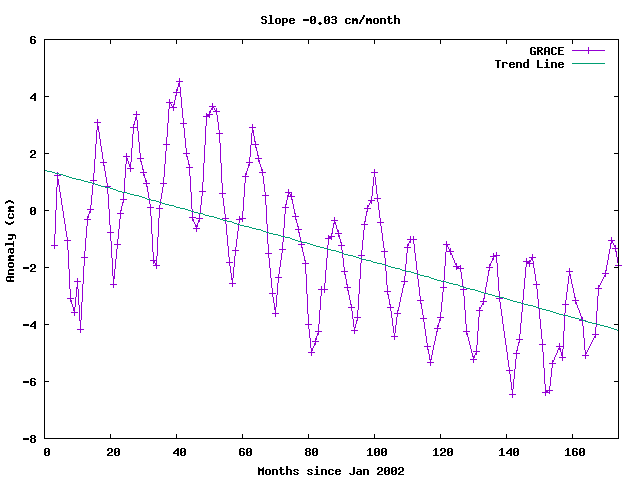 Slope -0.03 cm/month
GRACE
Trend Line
6
4
2
0
-2
-4
-6
-8
Anomaly (cm)
0 20 40 60 80 100 120 140 160
Months since Jan 2002